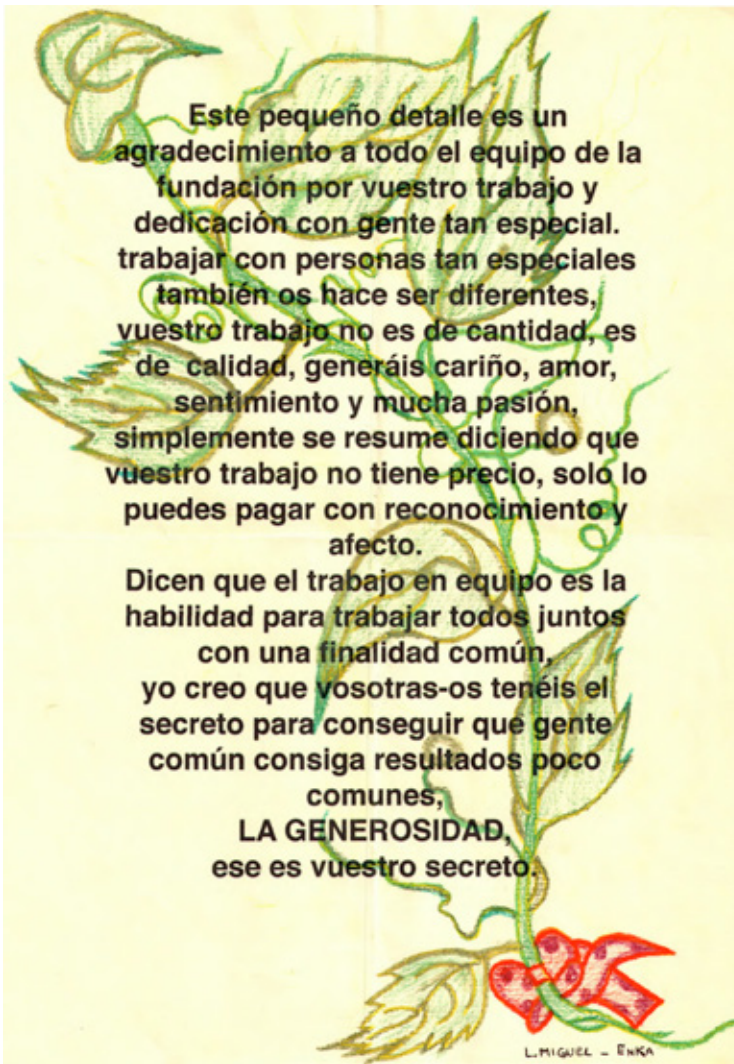 Este pequeño detalle es un
agradecimiento a todo el equipo de la
fundación por vuestro trabajo y
dedicación con gente tan especial.
trabajar con personas tan especiales
también os hace ser diferentes,
vuestro trabajo no es de cantidad, es
de  calidad, generáis cariño, amor,
sentimiento y mucha pasión,
simplemente se resume diciendo que
vuestro trabajo no tiene precio, solo lo
puedes pagar con reconocimiento y
afecto.
Dicen que el trabajo en equipo es la
habilidad para trabajar todos juntos
con una finalidad común,
yo creo que vosotras-os tenéis el
secreto para conseguir que gente
común consiga resultados poco
comunes,
LA GENEROSIDAD,
ese es vuestro secreto.
L.MIGUEL - ENKA